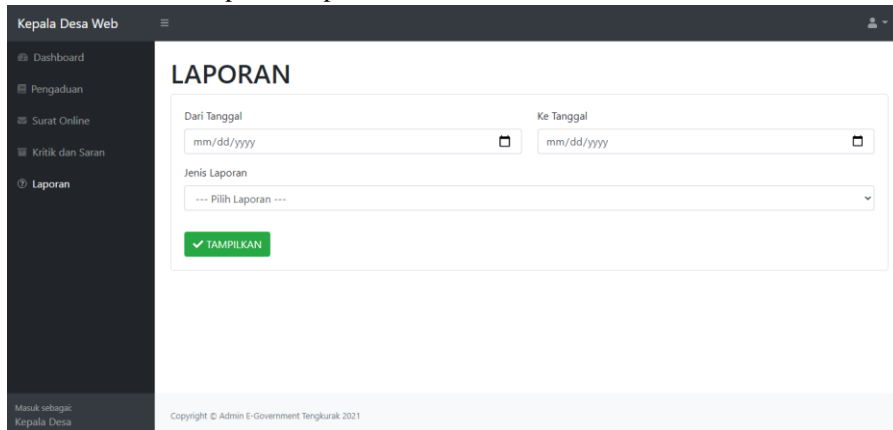 Kepala Desa Web
Dashboard
Pengaduan
Surat Online
Kritik dan Saran
Laporan
Masuk sebagai:
Kepala Desa
LAPORAN
Dari Tanggal
Ke Tanggal
mm/dd/yyyy
mm/dd/yyyy
Jenis Laporan
--- Pilih Laporan ---
TAMPILKAN
Copyright © Admin E-Government Tengkurak 2021